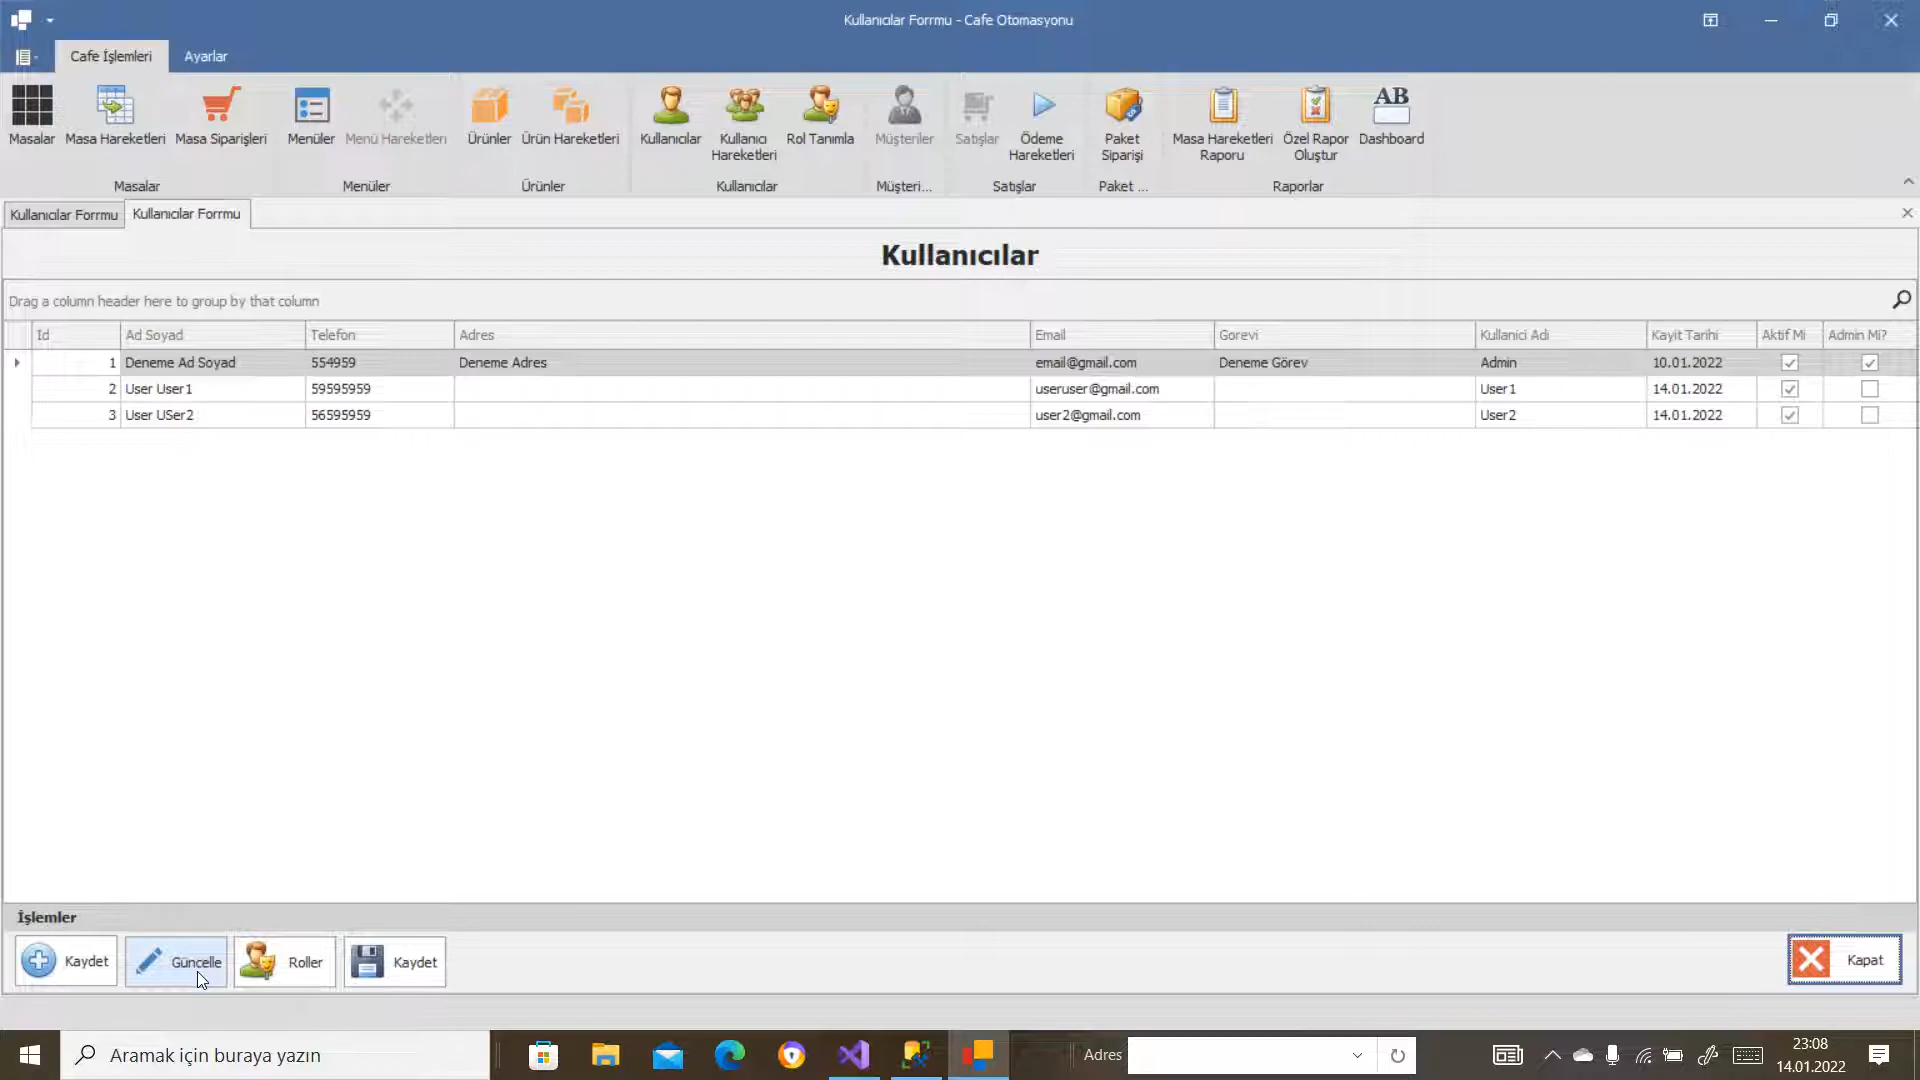 Kullanıcılar Forrmu - Cafe Otomasyonu
Cafe İşlemleri
Ayarlar
Masalar
Masa Hareketleri
Masa Siparişleri
Menüler
Menü Hareketleri
Ürünler
Ürün Hareketleri
Kullanıcılar
Kullanıcı
Hareketleri
Rol Tanımla
Müşteriler
Satışlar
Ödeme
Hareketleri
Paket
Siparişi
Masa Hareketleri
Raporu
Özel Rapor
Oluştur
AB
Dashboard
Masalar
Menüler
Ürünler
Kullanıcılar
Müşteri...
Satışlar
Paket ...
Raporlar
Kullanıcılar Forrmu
Kullanıcılar Forrmu
Kullanıcılar
Drag a column header here to group by that column
Id Ad Soyad Telefon Adres Email Gorevi Kullanici Adi Kayit Tarihi Aktif Mi Admin Mi?
1 Deneme Ad Soyad 554959 Deneme Adres email@gmail.com Deneme Görev Admin 10.01.2022
2 User User1 59595959 useruser@gmail.com User1 14.01.2022
3 User USer2 56595959 user2@gmail.com User2 14.01.2022
İşlemler
Kaydet
Güncelle
Roller
Kaydet
Kapat
Aramak için buraya yazın
Adres
23:08
14.01.2022